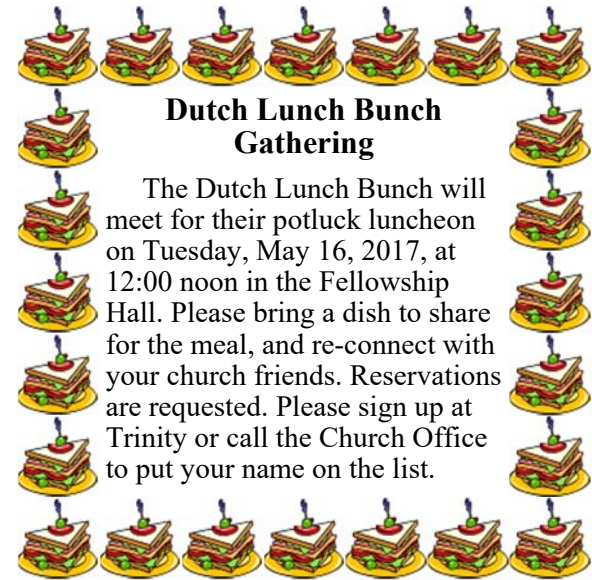 Dutch Lunch Bunch
Gathering
The Dutch Lunch Bunch will
meet for their potluck luncheon
on Tuesday, May 16, 2017, at
12:00 noon in the Fellowship
Hall. Please bring a dish to share
for the meal, and re-connect with
your church friends. Reservations
are requested. Please sign up at
Trinity or call the Church Office
to put your name on the list.